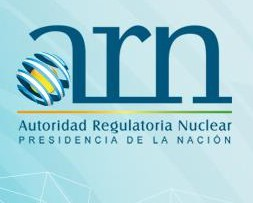 arn
Autoridad Regulatoria Nuclear
PRESIDENCIA DE LA NACIÓN